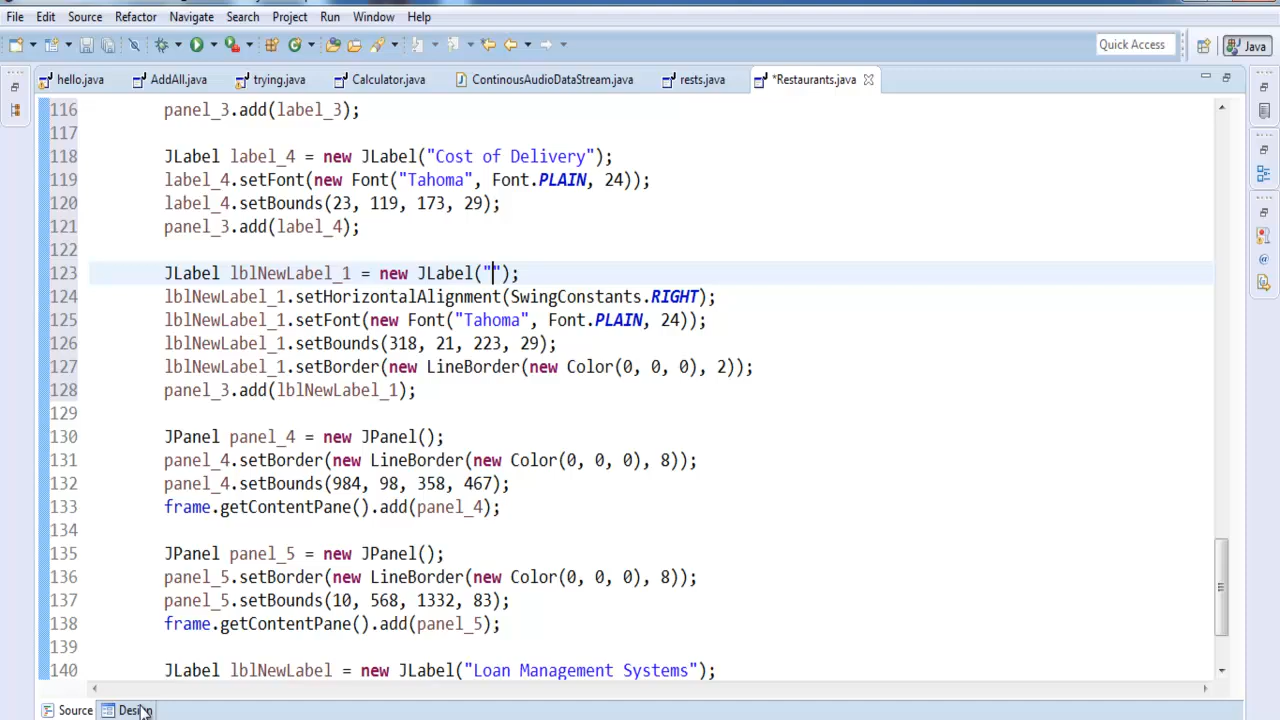 File Edit Source Refactor Navigate Search Project Run Window Help
Quick Access
Java
hello.java AddAll.java trying.java Calculator.java ContinousAudioDataStream.java rests.java *Restaurants.java
116 panel_3.add(label_3);
117
118 JLabel label_4 = new JLabel("Cost of Delivery");
119 label_4.setFont(new Font("Tahoma", Font.PLAIN, 24));
120 label_4.setBounds(23, 119, 173, 29);
121 panel_3.add(label_4);
122
123 JLabel lblNewLabel_1 = new JLabel("");
124 lblNewLabel_1.setHorizontalAlignment(SwingConstants.RIGHT);
125 lblNewLabel_1.setFont(new Font("Tahoma", Font.PLAIN, 24));
126 lblNewLabel_1.setBounds(318, 21, 223, 29);
127 lblNewLabel_1.setBorder(new LineBorder(new Color(0, 0, 0), 2));
128 panel_3.add(lblNewLabel_1);
129
130 JPanel panel_4 = new JPanel();
131 panel_4.setBorder(new LineBorder(new Color(0, 0, 0), 8));
132 panel_4.setBounds(984, 98, 358, 467);
133 frame.getContentPane().add(panel_4);
134
135 JPanel panel_5 = new JPanel();
136 panel_5.setBorder(new LineBorder(new Color(0, 0, 0), 8));
137 panel_5.setBounds(10, 568, 1332, 83);
138 frame.getContentPane().add(panel_5);
139
140 JLabel lblNewLabel = new JLabel("Loan Management Systems");
Source Design